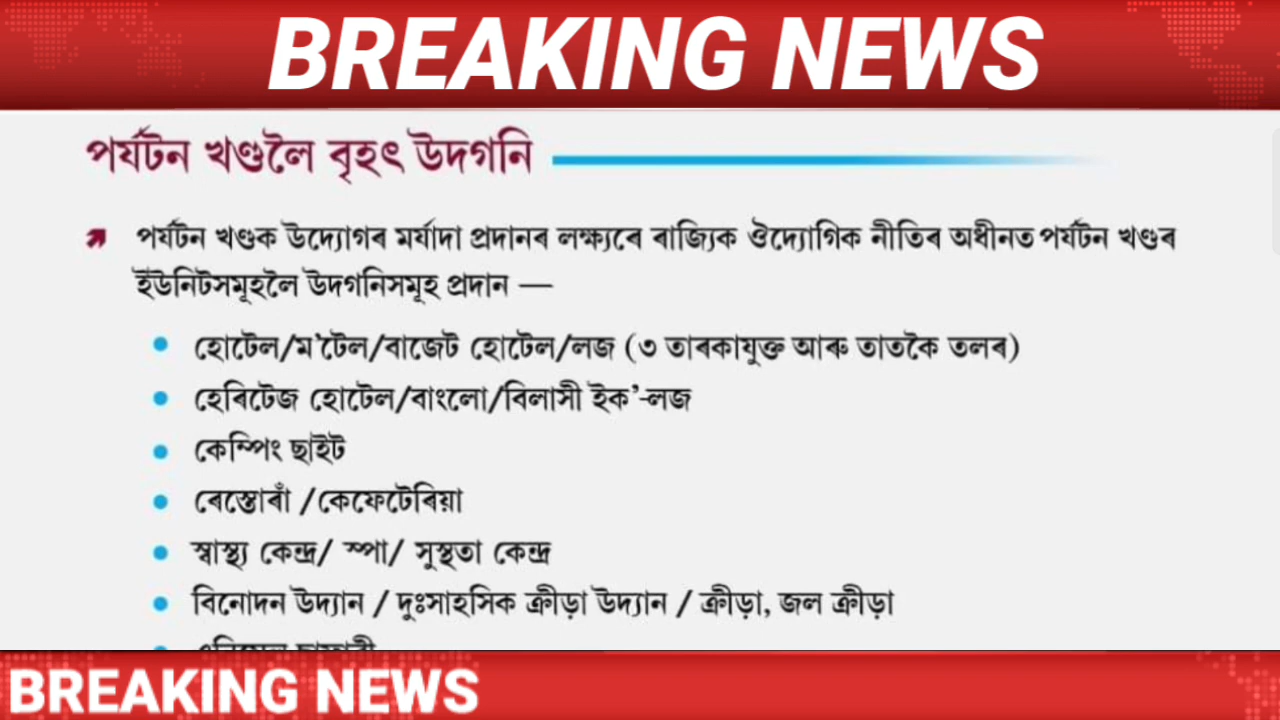 BREAKING NEWS
পৰ্যটন খণ্ডলৈ বৃহৎ উদগনি
পৰ্যটন খণ্ডক উদ্যোগৰ মৰ্যাদা প্ৰদানৰ লক্ষ্যৰে ৰাজ্যিক ঔদ্যোগিক নীতিৰ অধীনত পৰ্যটন খণ্ডৰ
ইউনিটসমূহলৈ উদগনিসমূহ প্ৰদান —
হোটেল/ম'টেল/বাজেট হোটেল/লজ (৩ তাৰকাযুক্ত আৰু তাতকৈ তলৰ)
হেৰিটেজ হোটেল/বাংলো/বিলাসী ইক'-লজ
কেম্পিং ছাইট
ৰেস্তোৰাঁ /কেফেটেৰিয়া
স্বাস্থ্য কেন্দ্ৰ/ স্পা/ সুস্থতা কেন্দ্ৰ
বিনোদন উদ্যান / দুঃসাহসিক ক্ৰীড়া উদ্যান / ক্ৰীড়া, জল ক্ৰীড়া
BREAKING NEWS